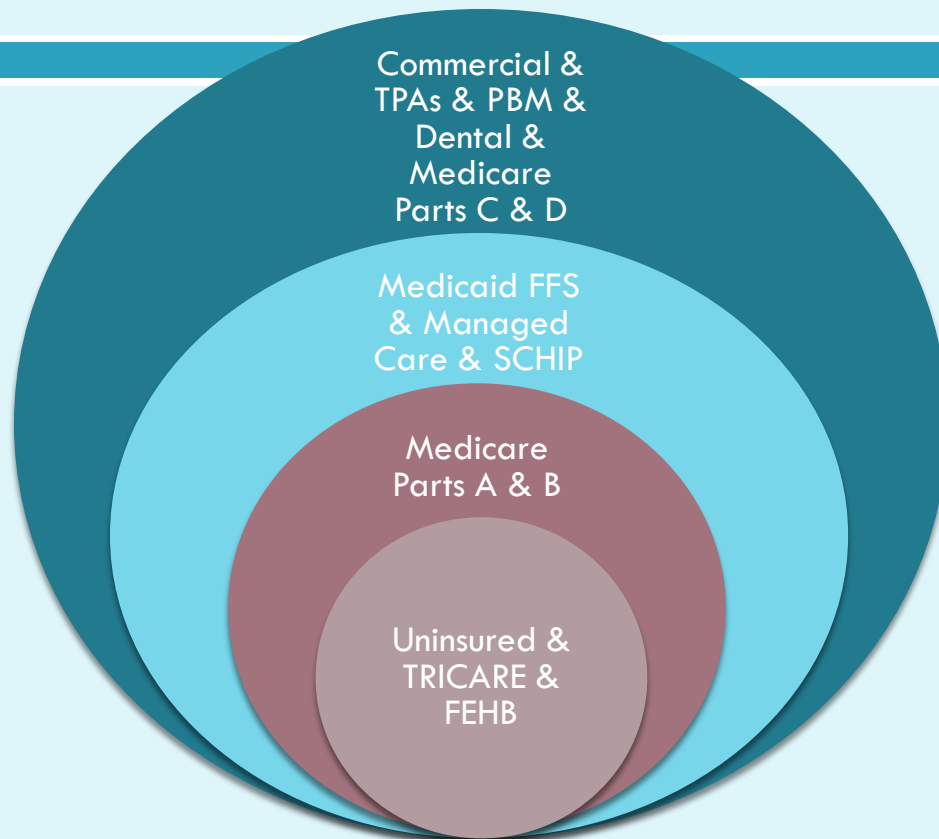 Commercial &
TPAs & PBM &
Dental &
Medicare
Parts C & D
Medicaid FFS
& Managed
Care & SCHIP
Medicare
Parts A & B
Uninsured &
TRICARE &
FEHB